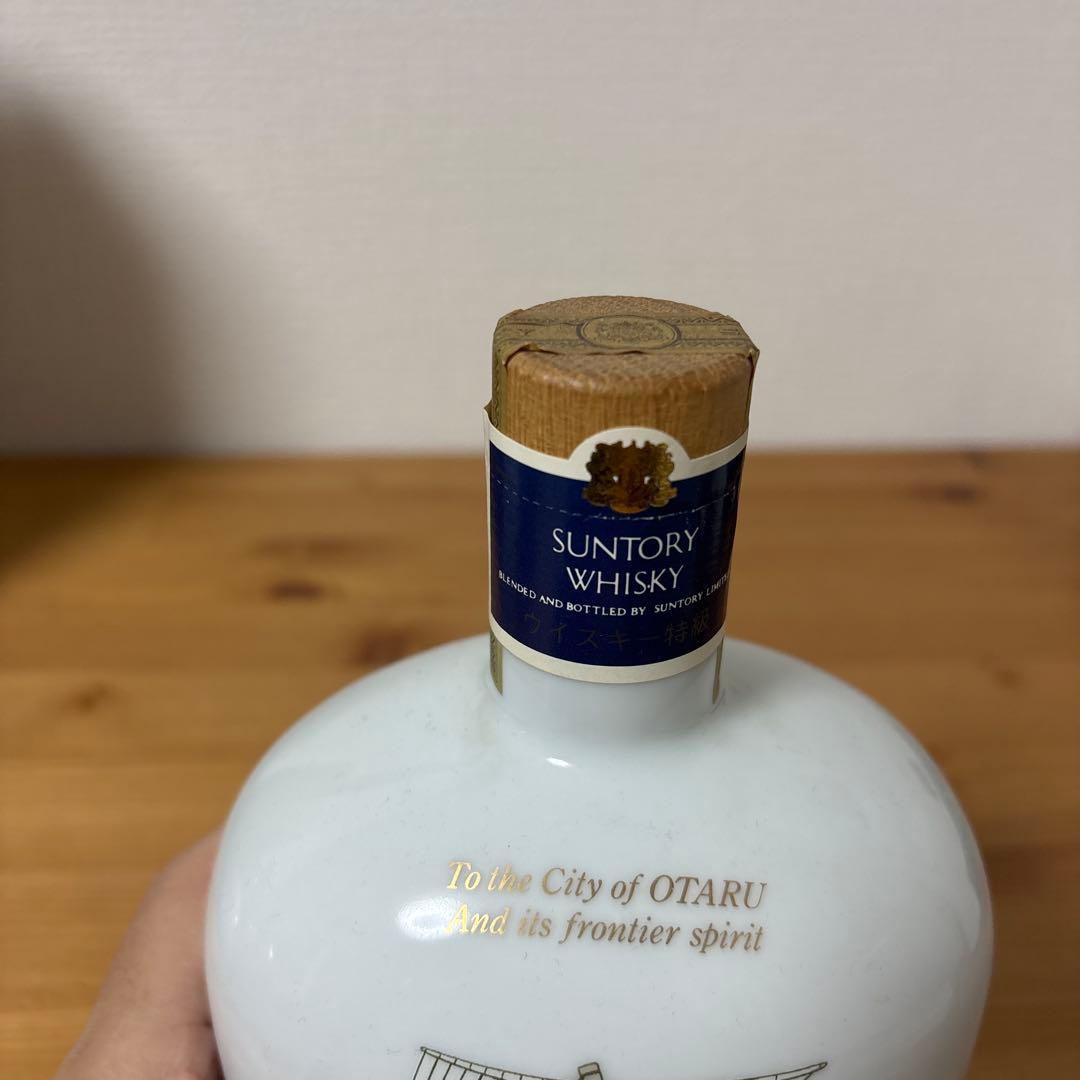 SUNTORY
WHISKY
BLENDED AND BOTTLED BY SUNTORY
ウイスキー特級
To the City of OTARU
And its frontier spirit